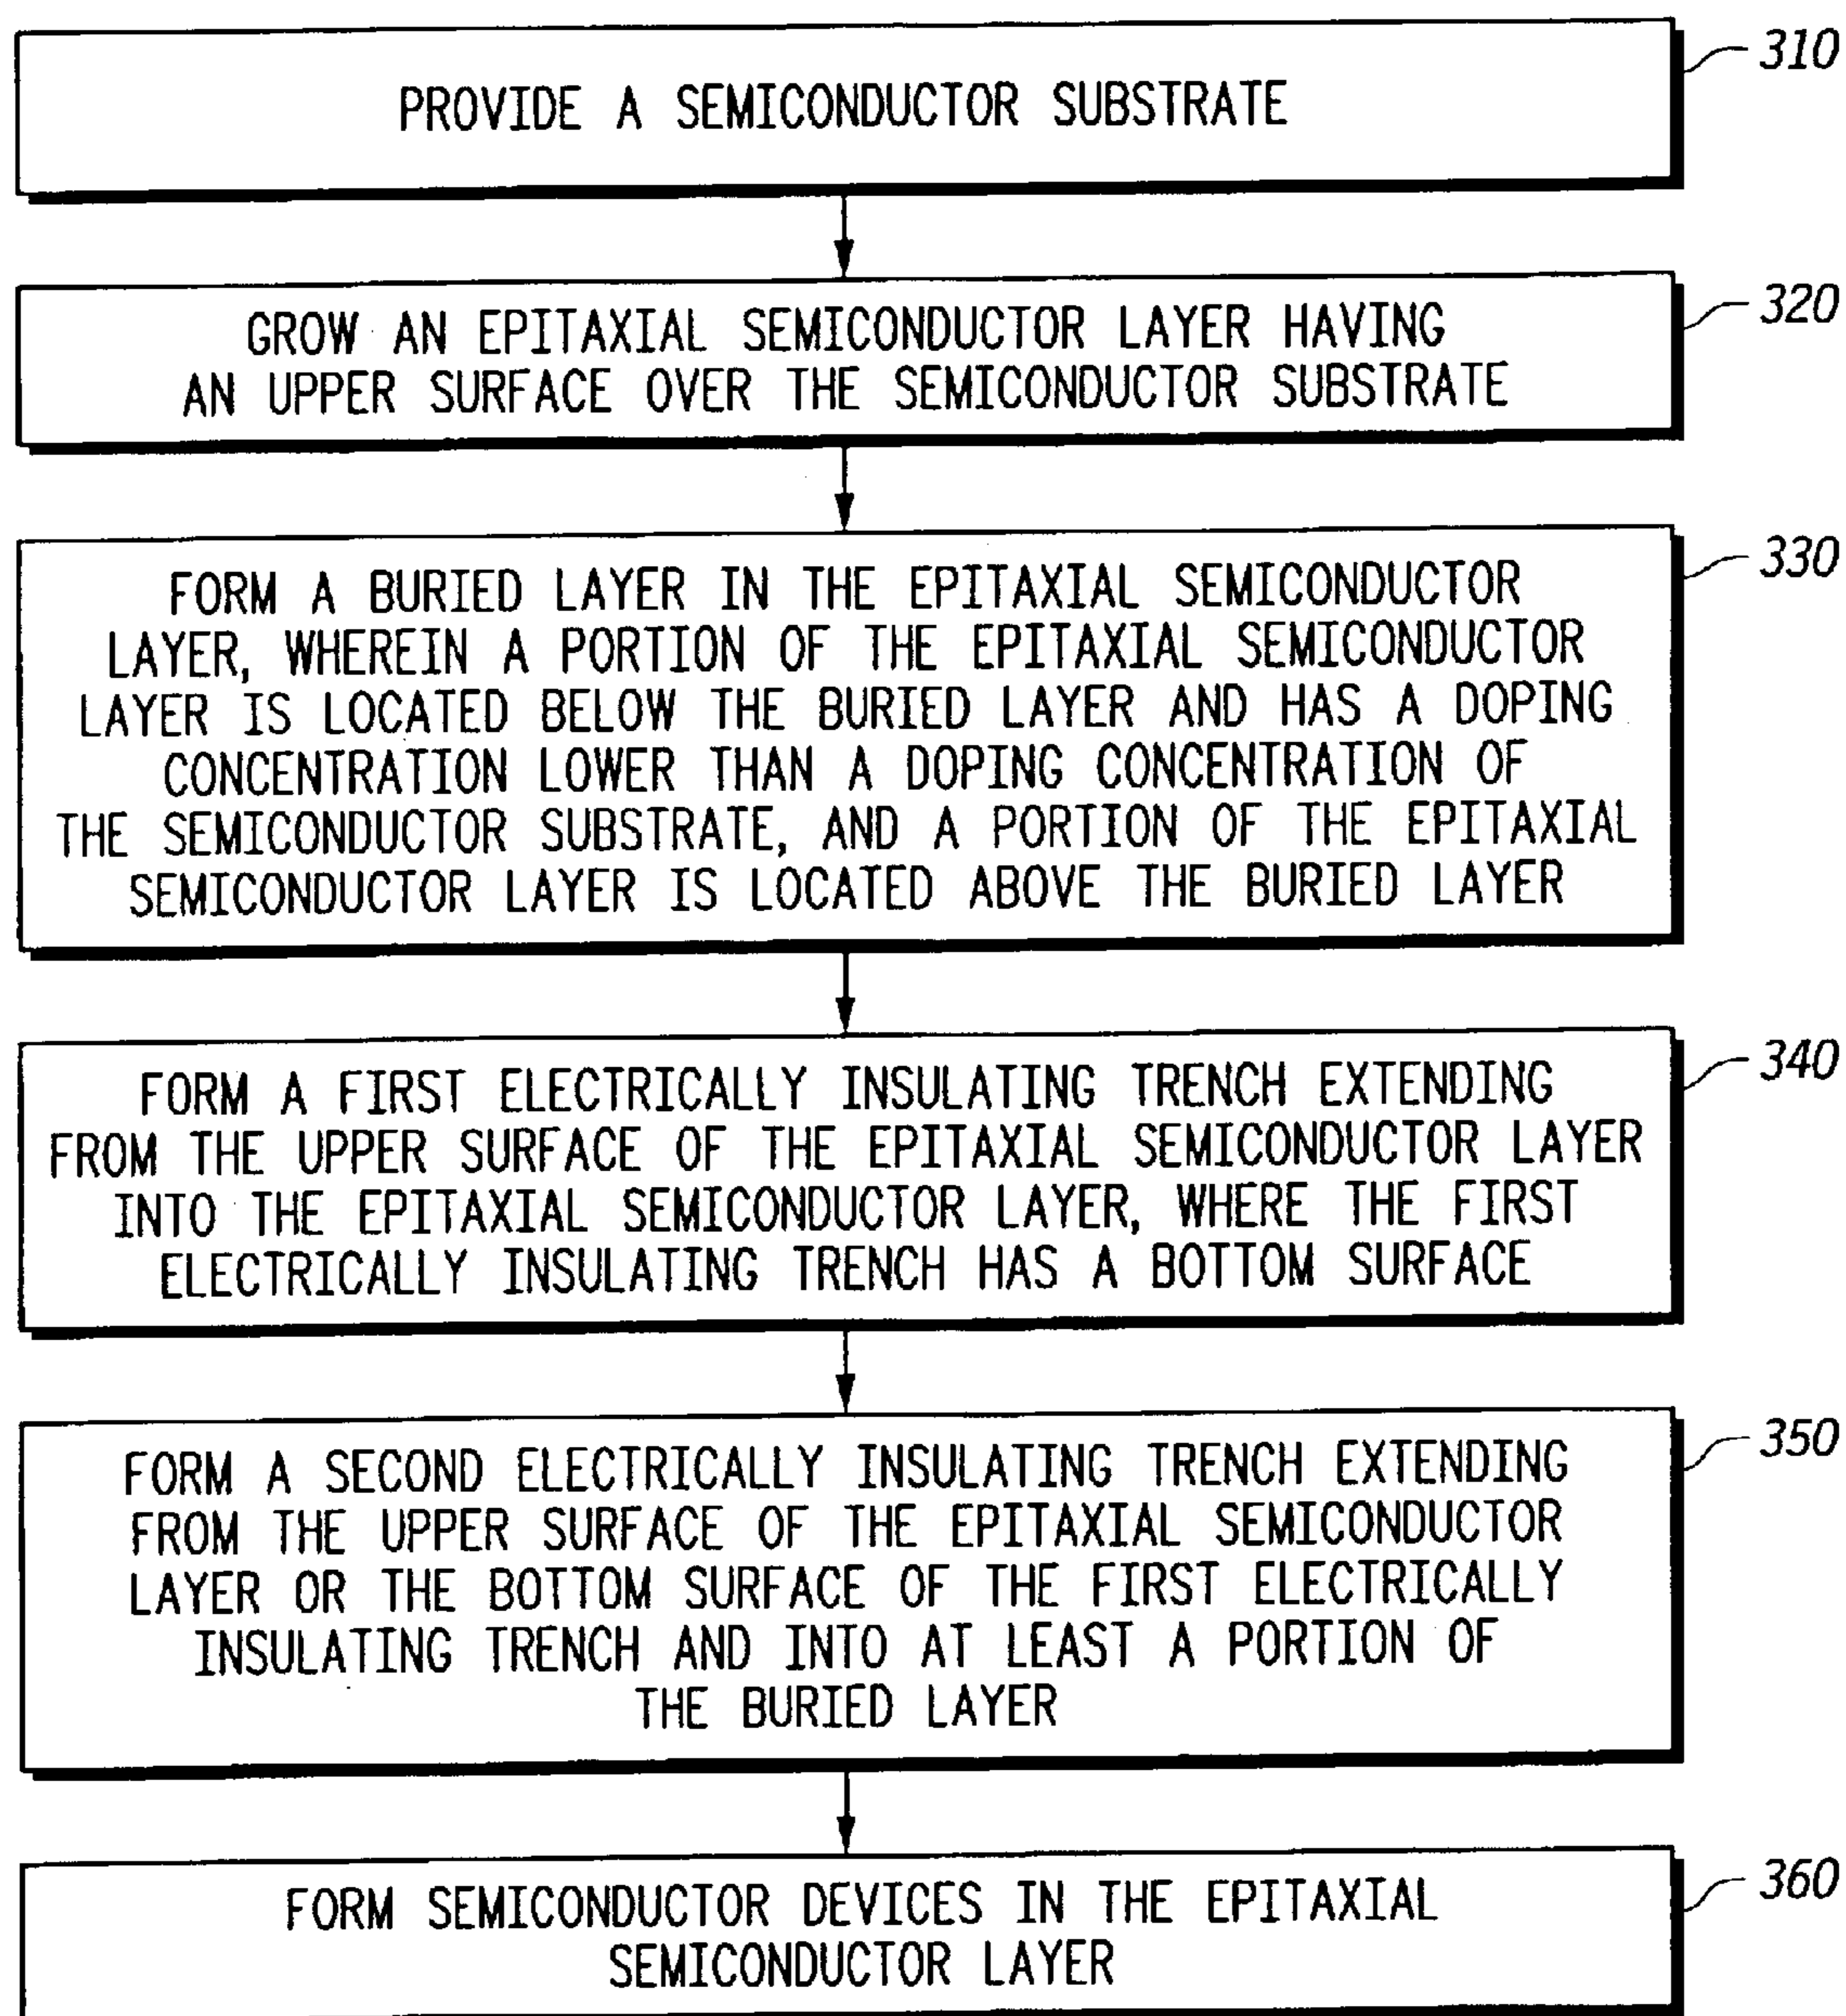 310
PROVIDE A SEMICONDUCTOR SUBSTRATE
320
GROW AN EPITAXIAL SEMICONDUCTOR LAYER HAVING
AN UPPER SURFACE OVER THE SEMICONDUCTOR SUBSTRATE
330
FORM A BURIED LAYER IN THE EPITAXIAL SEMICONDUCTOR
LAYER, WHEREIN A PORTION OF THE EPITAXIAL SEMICONDUCTOR
LAYER IS LOCATED BELOW THE BURIED LAYER AND HAS A DOPING
CONCENTRATION LOWER THAN A DOPING CONCENTRATION OF
THE SEMICONDUCTOR SUBSTRATE, AND A PORTION OF THE EPITAXIAL
SEMICONDUCTOR LAYER IS LOCATED ABOVE THE BURIED LAYER
340
FORM A FIRST ELECTRICALLY INSULATING TRENCH EXTENDING
FROM THE UPPER SURFACE OF THE EPITAXIAL SEMICONDUCTOR LAYER
INTO THE EPITAXIAL SEMICONDUCTOR LAYER, WHERE THE FIRST
ELECTRICALLY INSULATING TRENCH HAS A BOTTOM SURFACE
350
FORM A SECOND ELECTRICALLY INSULATING TRENCH EXTENDING
FROM THE UPPER SURFACE OF THE EPITAXIAL SEMICONDUCTOR
LAYER OR THE BOTTOM SURFACE OF THE FIRST ELECTRICALLY
INSULATING TRENCH AND INTO AT LEAST A PORTION OF
THE BURIED LAYER
360
FORM SEMICONDUCTOR DEVICES IN THE EPITAXIAL
SEMICONDUCTOR LAYER